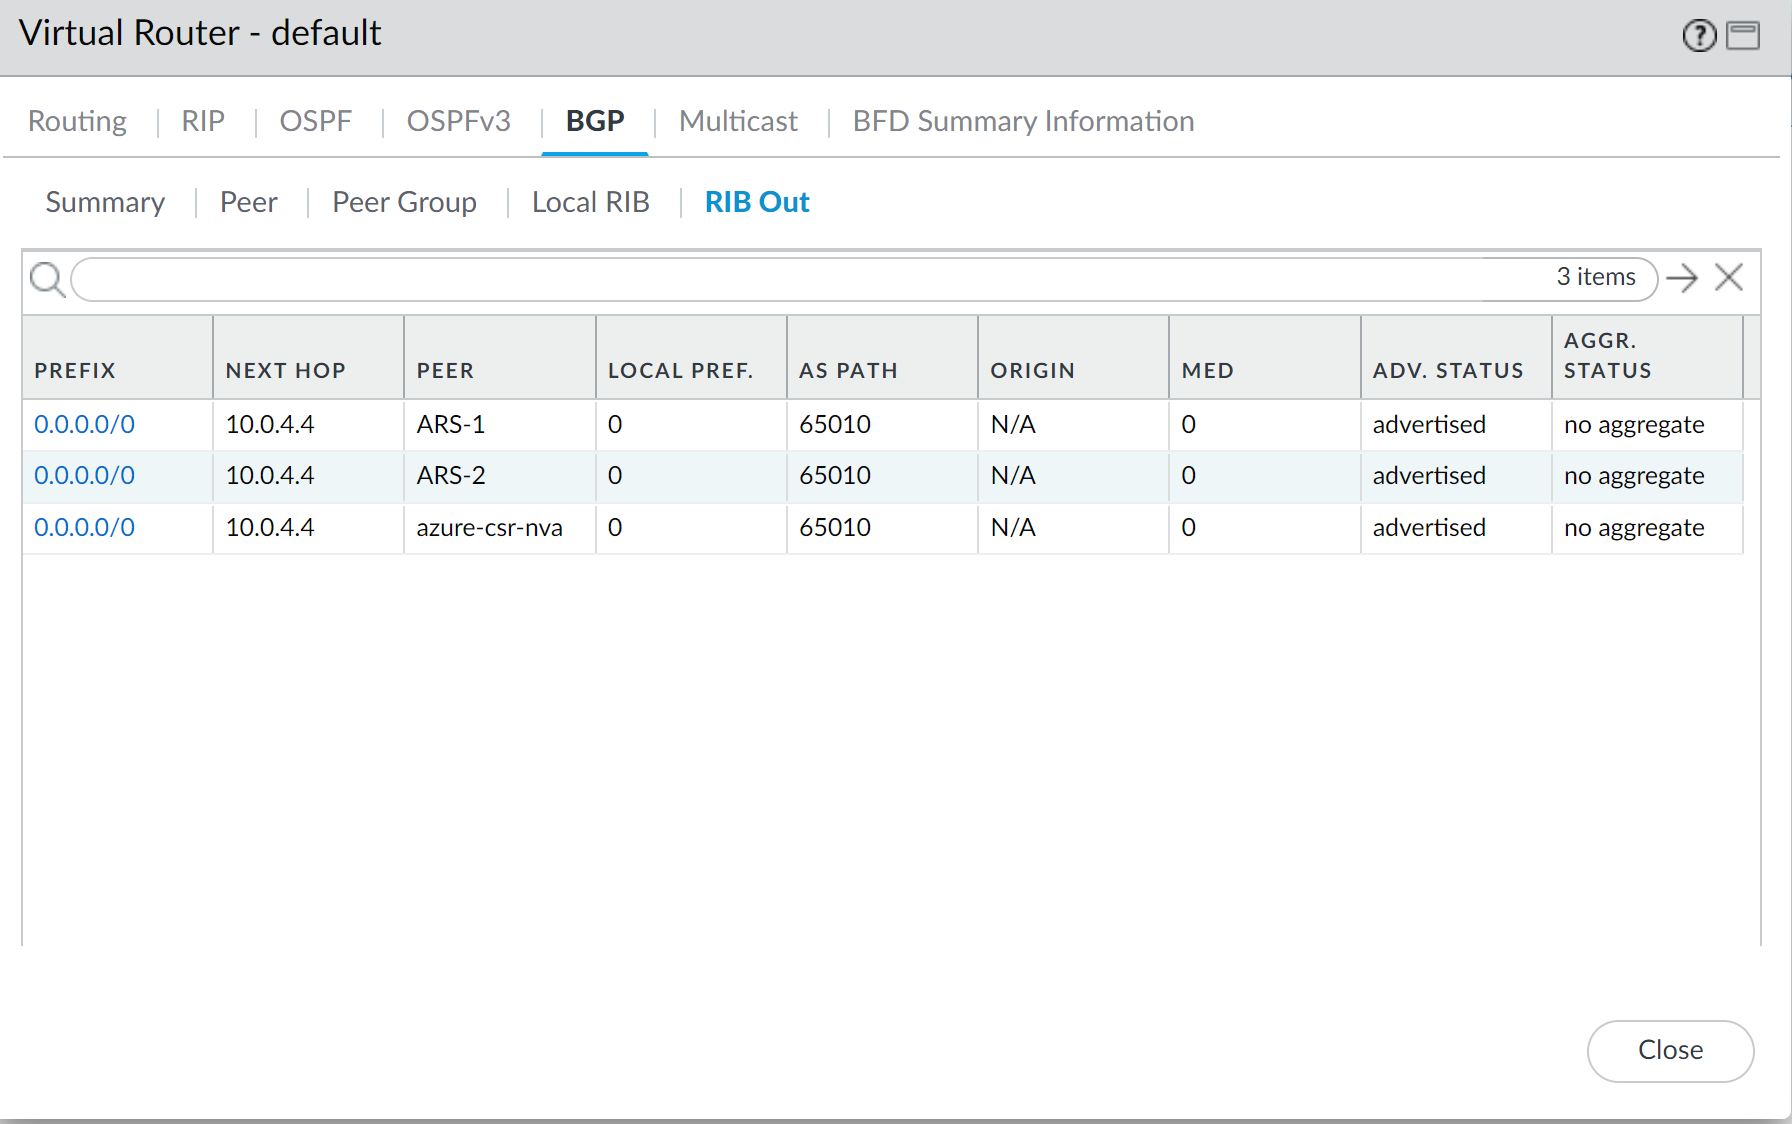 Virtual Router - default
Routing RIP OSPF OSPFv3 BGP Multicast BFD Summary Information
Summary Peer Peer Group Local RIB RIB Out
3 items
PREFIX NEXT HOP PEER LOCAL PREF. AS PATH ORIGIN MED ADV. STATUS AGGR. STATUS
0.0.0.0/0 10.0.4.4 ARS-1 0 65010 N/A 0 advertised no aggregate
0.0.0.0/0 10.0.4.4 ARS-2 0 65010 N/A 0 advertised no aggregate
0.0.0.0/0 10.0.4.4 azure-csr-nva 0 65010 N/A 0 advertised no aggregate
Close